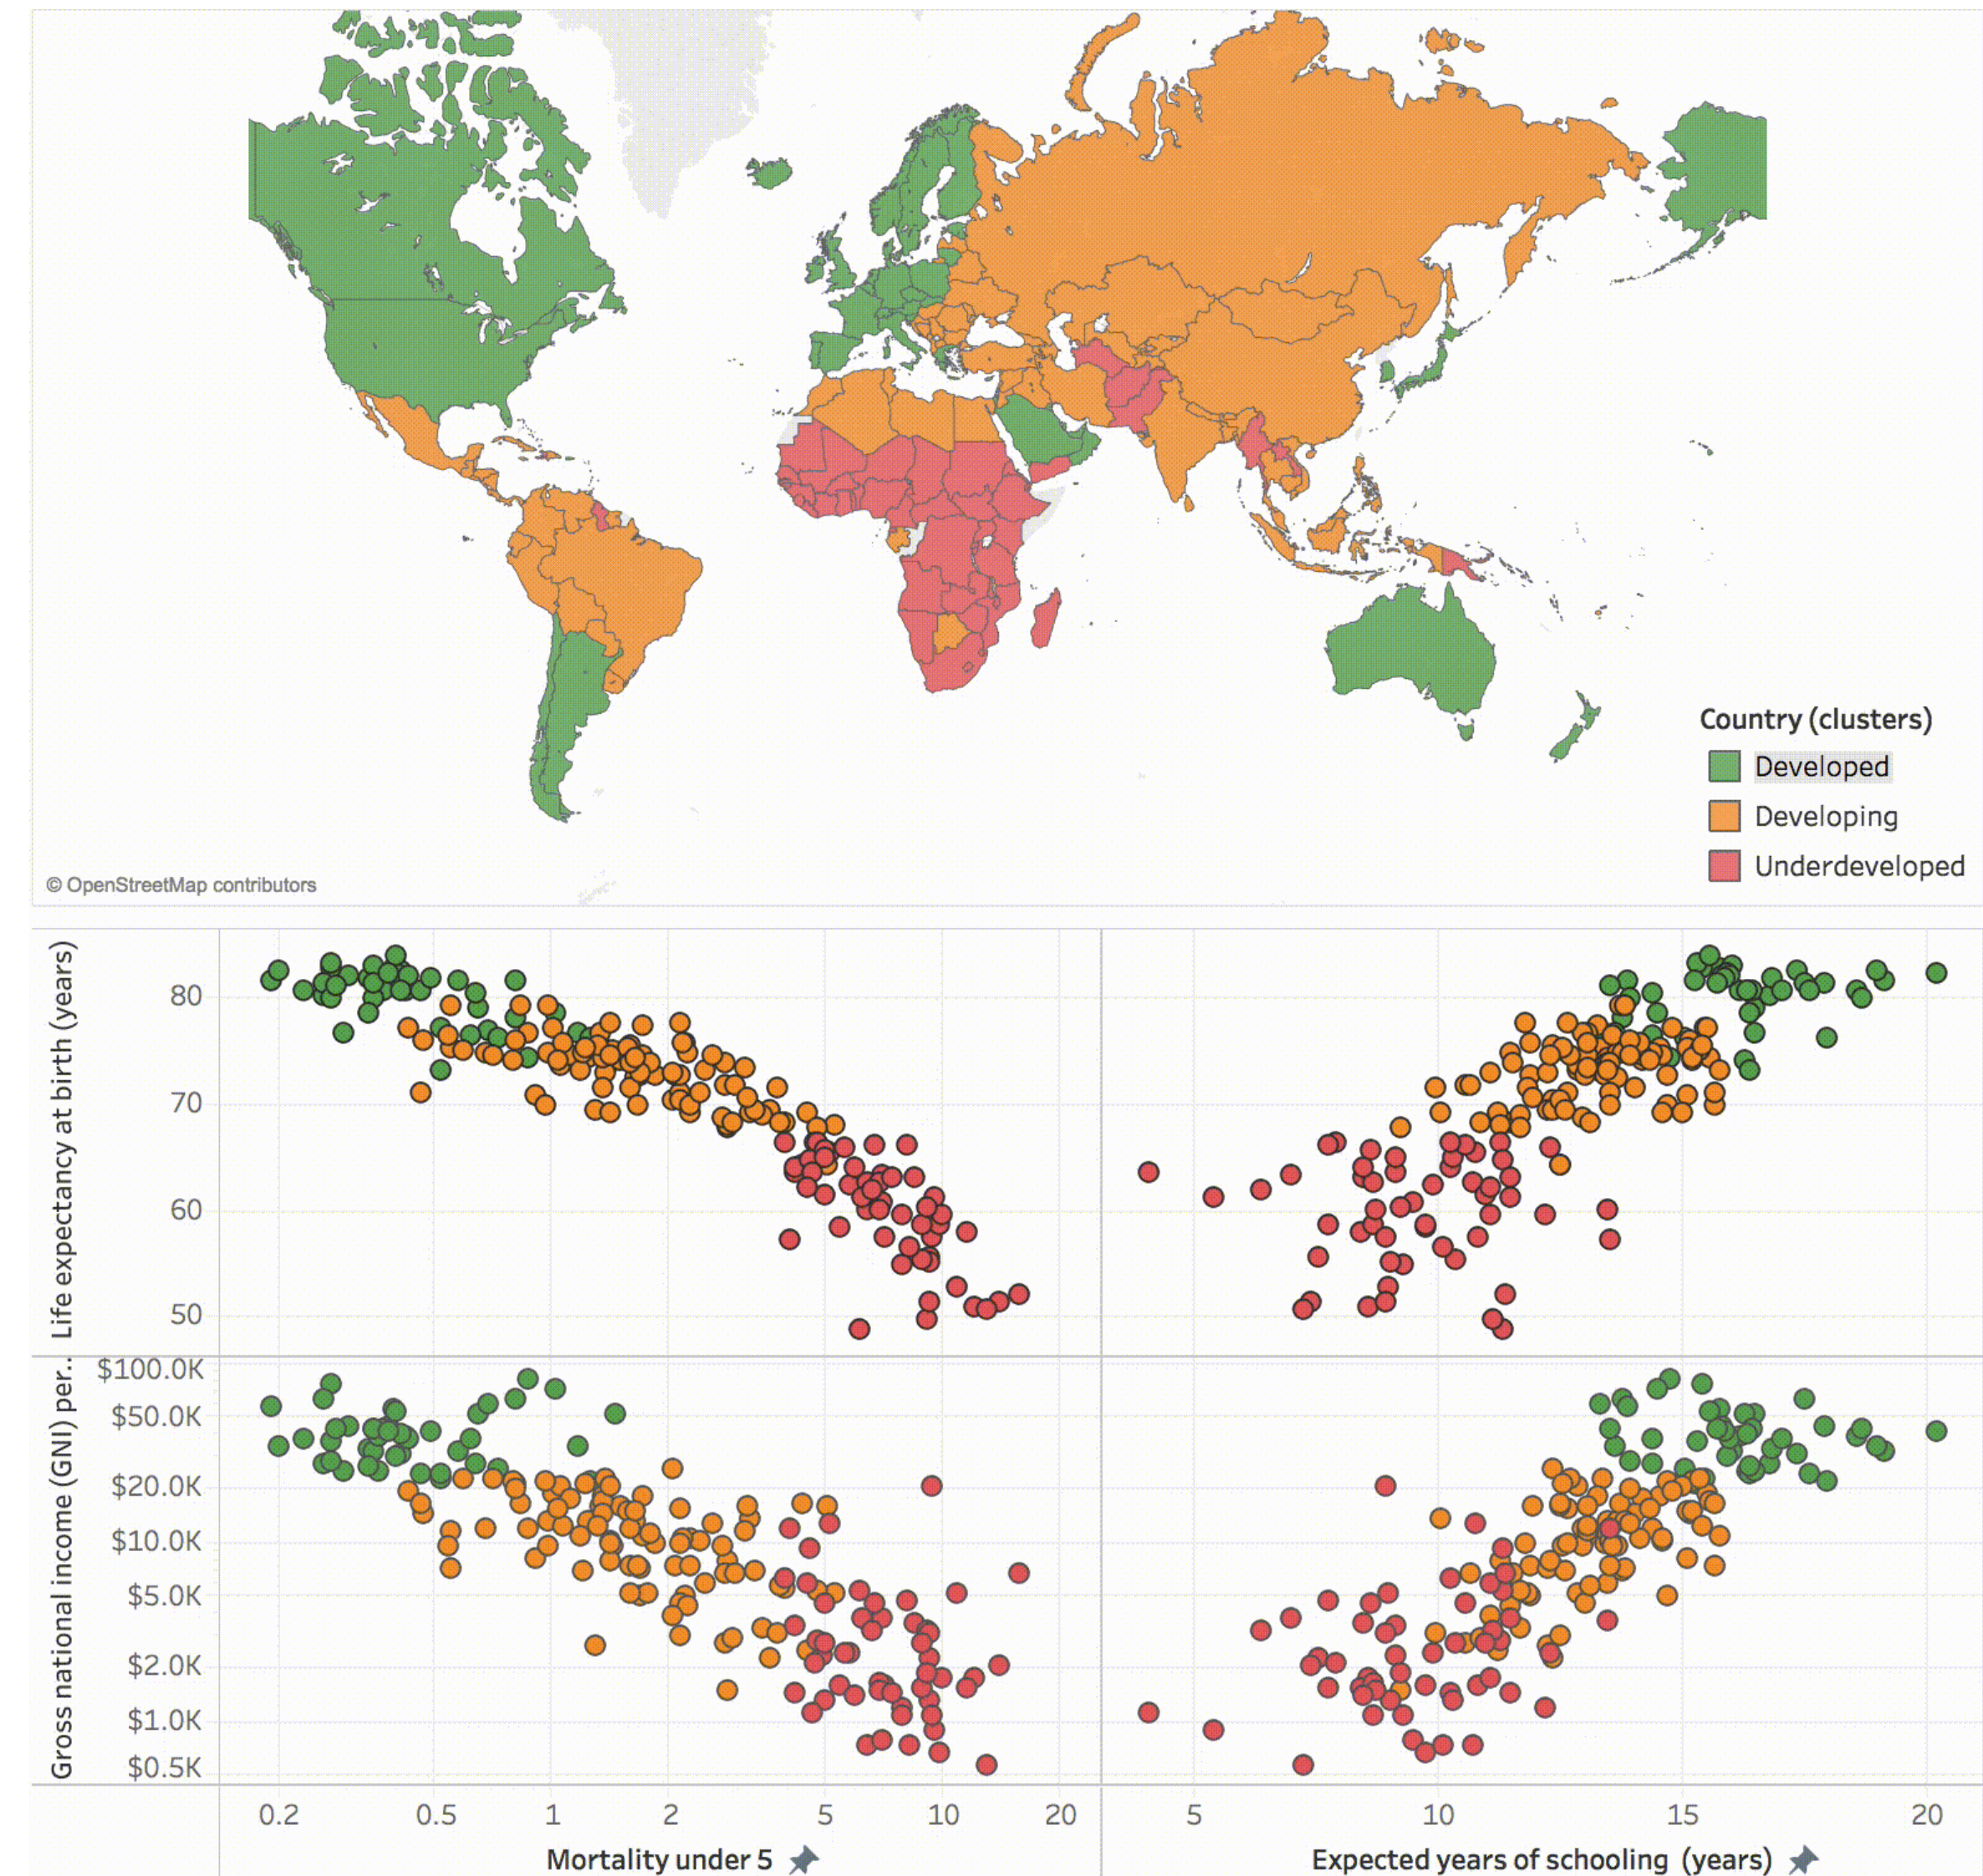 Country (clusters)
Developed
Developing
Underdeveloped
© OpenStreetMap contributors
Life expectancy at birth (years)
80
70
60
50
Gross national income (GNI) per..
$100.0K
$50.0K
$20.0K
$10.0K
$5.0K
$2.0K
$1.0K
$0.5K
0.2 0.5 1 2 5 10 20 5 10 15 20
Mortality under 5 Expected years of schooling (years)